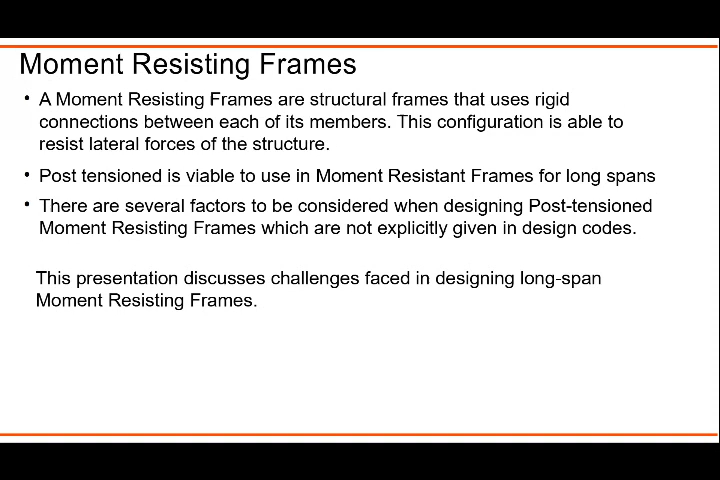 Moment Resisting Frames
• A Moment Resisting Frames are structural frames that uses rigid
connections between each of its members. This configuration is able to
resist lateral forces of the structure.
• Post tensioned is viable to use in Moment Resistant Frames for long spans
• There are several factors to be considered when designing Post-tensioned
Moment Resisting Frames which are not explicitly given in design codes.
This presentation discusses challenges faced in designing long-span
Moment Resisting Frames.